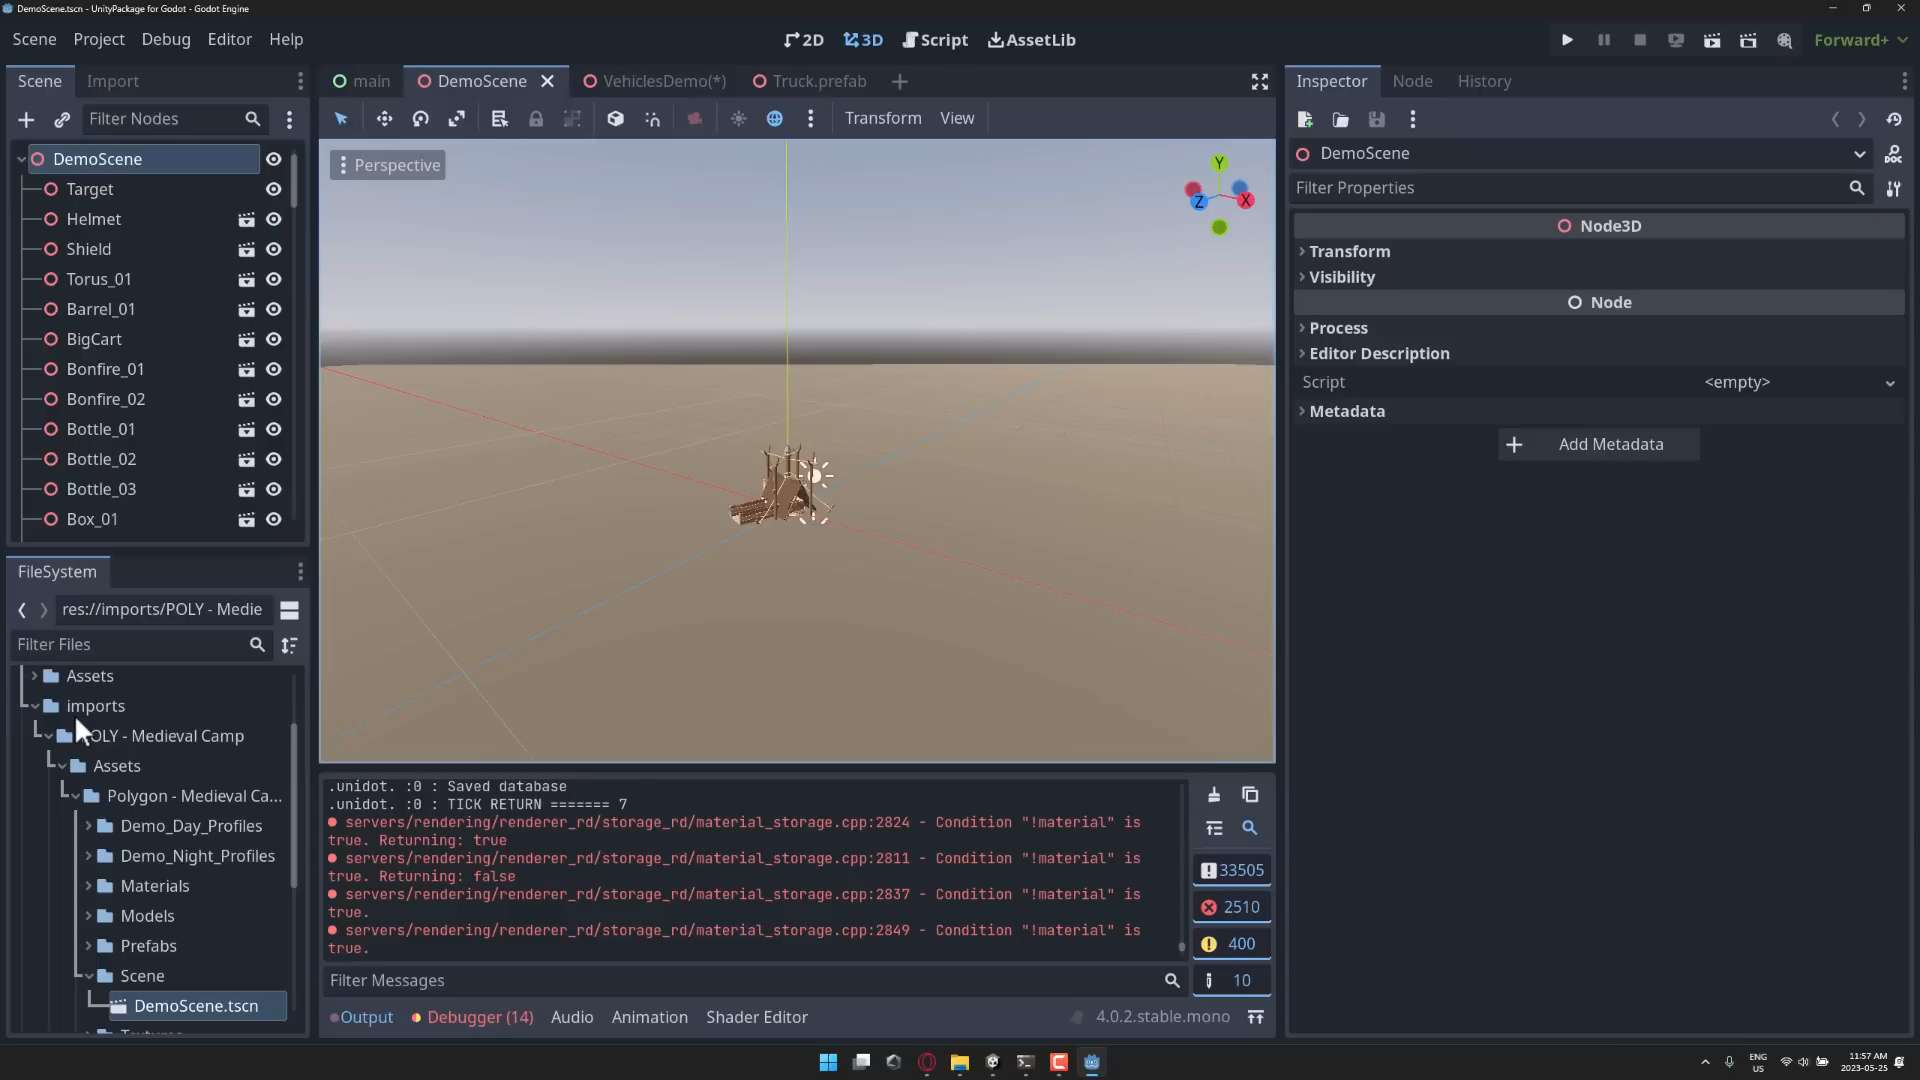 DemoScene.tscn - UnityPackage for Godot - Godot Engine
Scene Project Debug Editor Help
2D 3D Script AssetLib
Forward+
Scene Import
main DemoScene VehiclesDemo(*) Truck.prefab
Inspector Node History
Filter Nodes
Transform View
DemoScene
Target
Helmet
Shield
Torus_01
Barrel_01
BigCart
Bonfire_01
Bonfire_02
Bottle_01
Bottle_02
Bottle_03
Box_01
Perspective
Y
Z
X
DemoScene
Filter Properties
Node3D
Transform
Visibility
Node
Process
Editor Description
Script <empty>
Metadata
Add Metadata
FileSystem
res://imports/POLY - Medie
Filter Files
Assets
imports
OLY - Medieval Camp
Assets
Polygon - Medieval Ca...
Demo_Day_Profiles
Demo_Night_Profiles
Materials
Models
Prefabs
Scene
DemoScene.tscn
.unidot. :0 : Saved database
.unidot. :0 : TICK RETURN ======= 7
servers/rendering/renderer_rd/storage_rd/material_storage.cpp:2824 - Condition "!material" is
true. Returning: true
servers/rendering/renderer_rd/storage_rd/material_storage.cpp:2811 - Condition "!material" is
true. Returning: false
servers/rendering/renderer_rd/storage_rd/material_storage.cpp:2837 - Condition "!material" is
true.
servers/rendering/renderer_rd/storage_rd/material_storage.cpp:2849 - Condition "!material" is
true.
33505
2510
400
10
Filter Messages
Output Debugger (14) Audio Animation Shader Editor
4.0.2.stable.mono
ENG
US
11:57 AM
2023-05-25